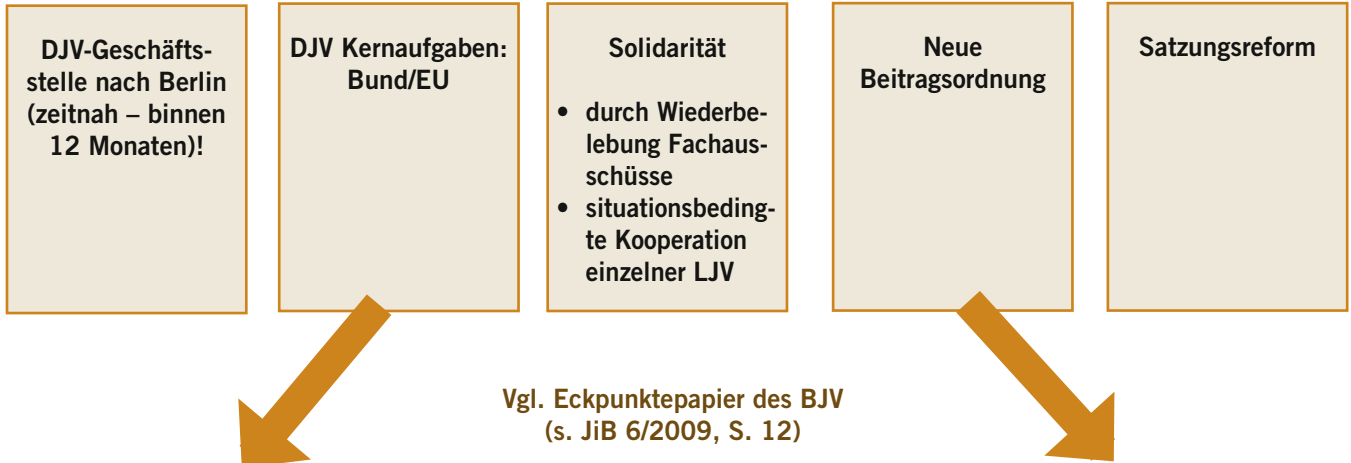 DJV-Geschäfts-
stelle nach Berlin
(zeitnah – binnen
12 Monaten)!
DJV Kernaufgaben:
Bund/EU
Solidarität
• durch Wiederbe-
lebung Fachaus-
schüsse
• situationsbeding-
te Kooperation
einzelner LJV
Neue
Beitragsordnung
Satzungsreform
Vgl. Eckpunktepapier des BJV
(s. JiB 6/2009, S. 12)